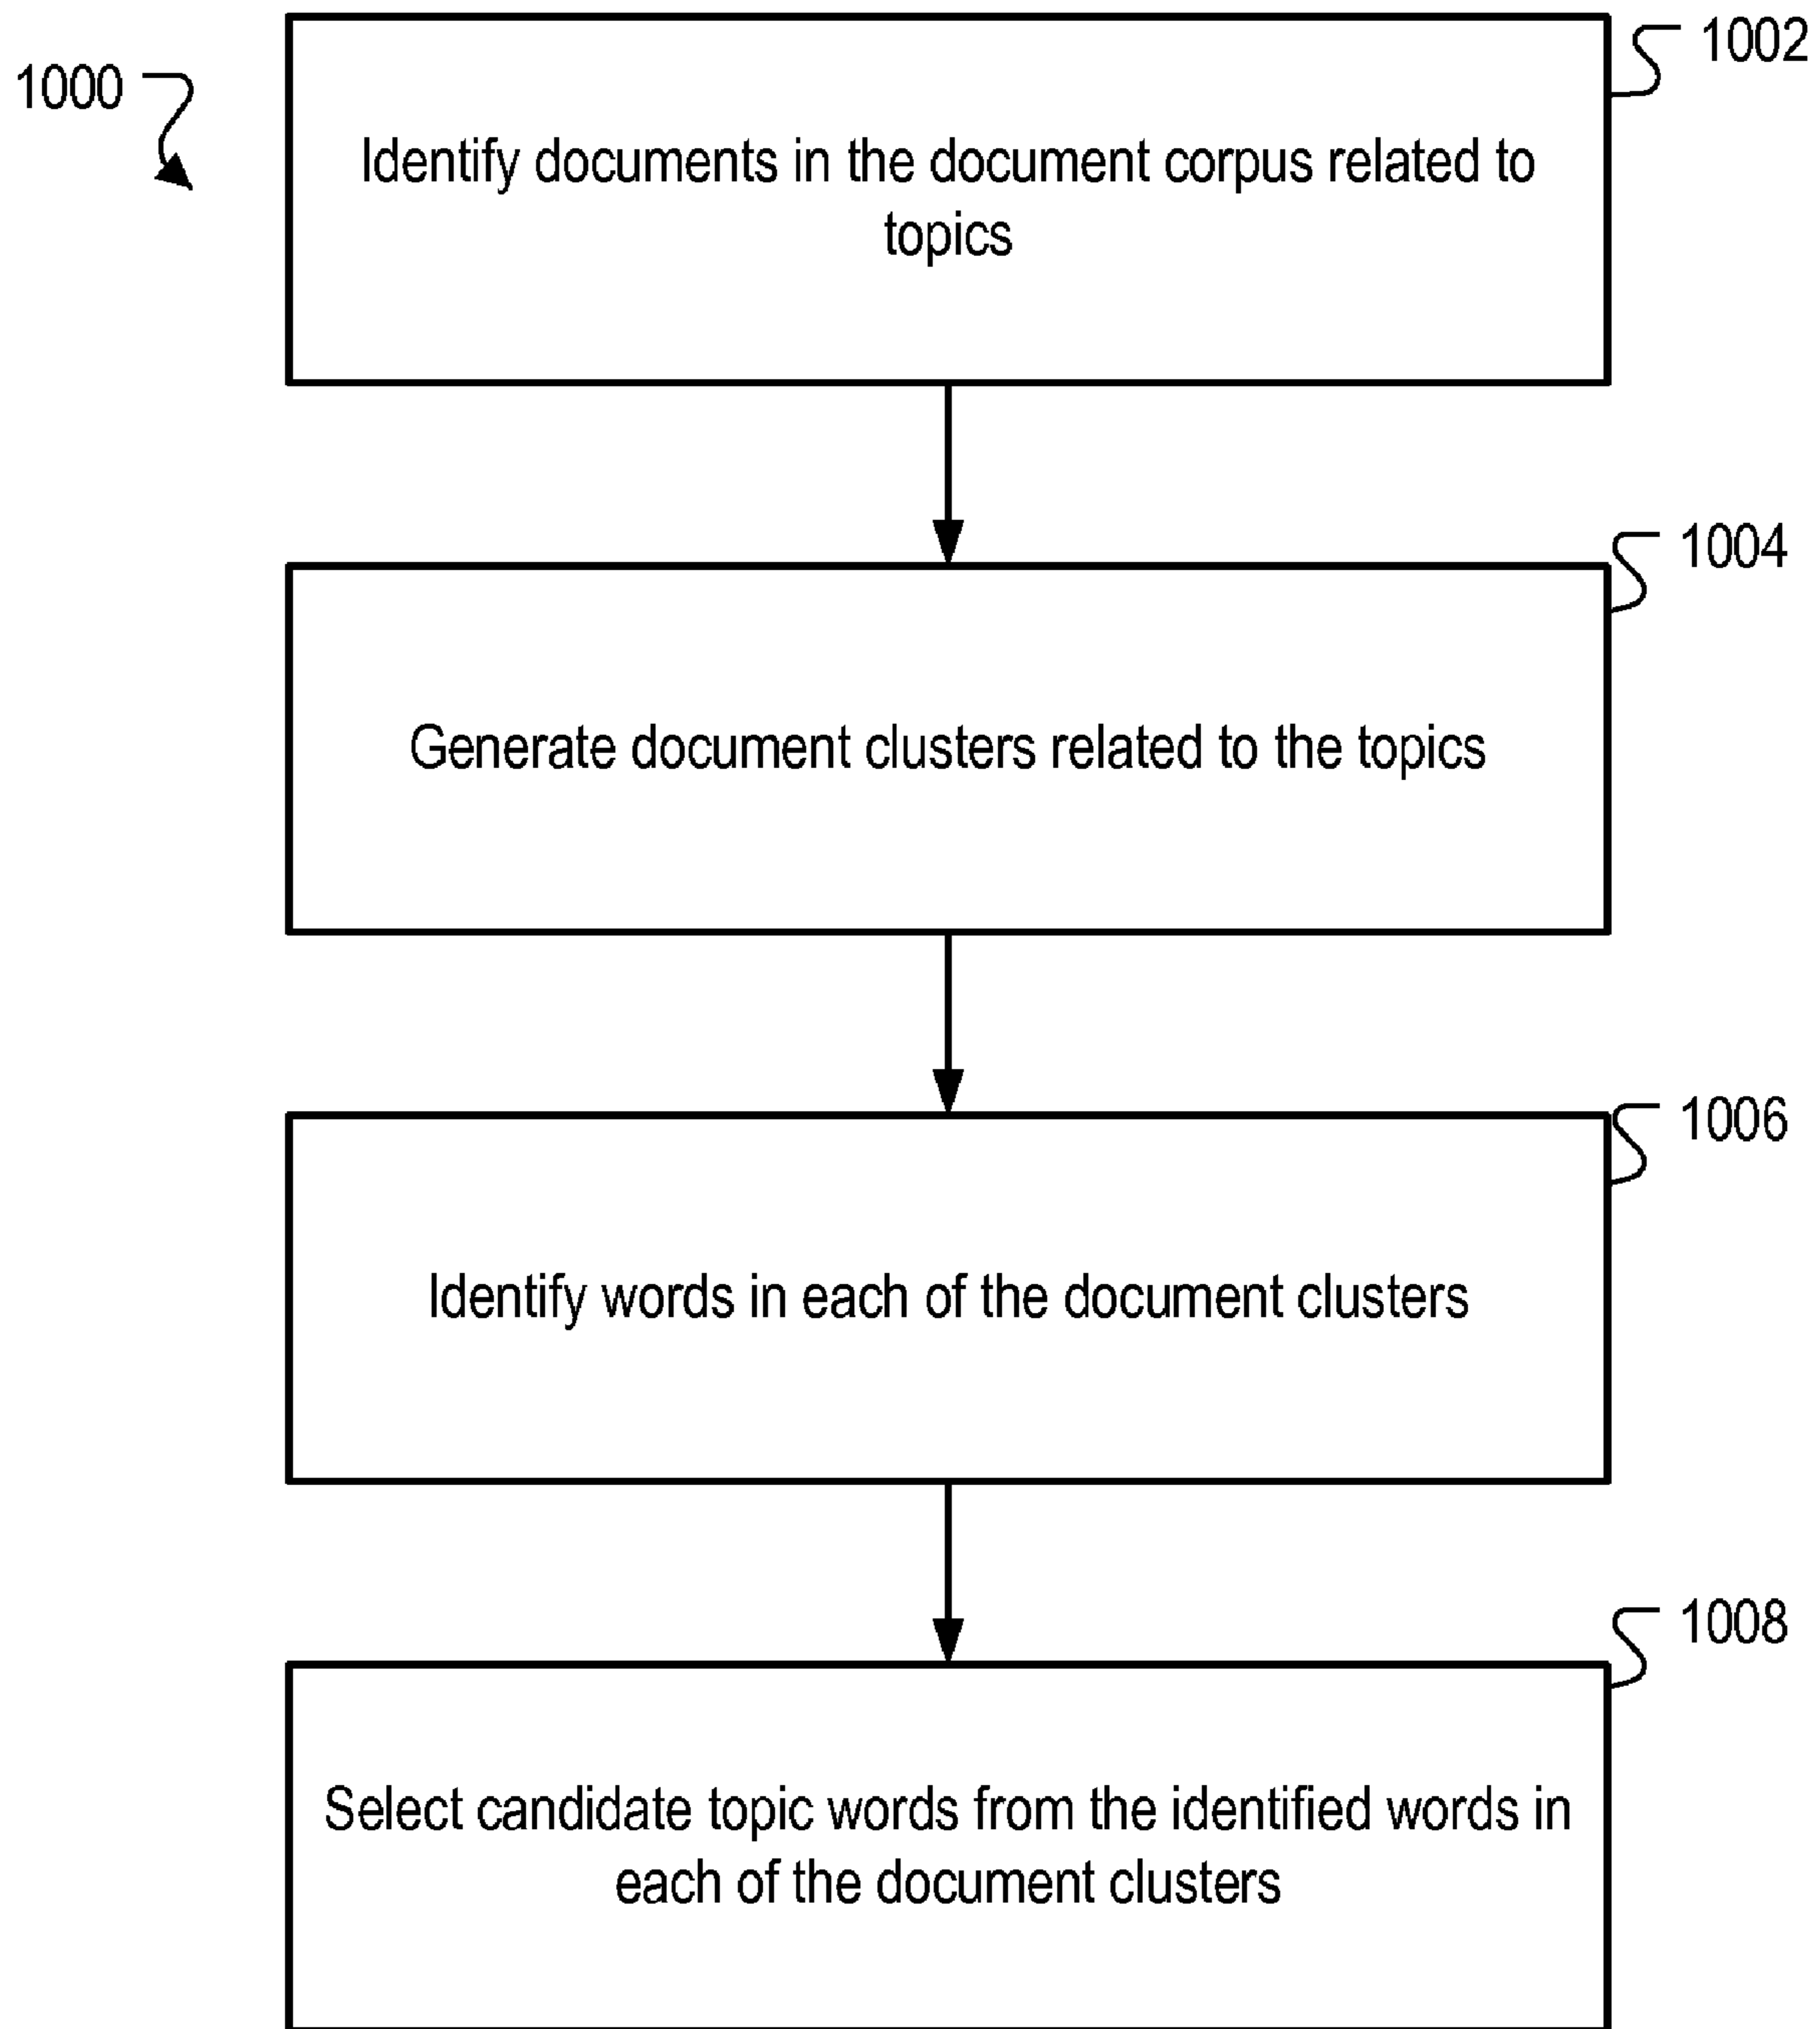 1000
1002
Identify documents in the document corpus related to
topics
1004
Generate document clusters related to the topics
1006
Identify words in each of the document clusters
1008
Select candidate topic words from the identified words in
each of the document clusters